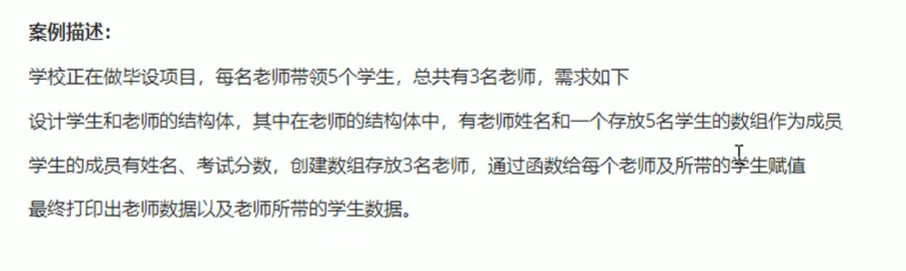 案例描述：
学校正在做毕设项目，每名老师带领5个学生，总共有3名老师，需求如下
设计学生和老师的结构体，其中在老师的结构体中，有老师姓名和一个存放5名学生的数组作为成员
学生的成员有姓名、考试分数，创建数组存放3名老师，通过函数给每个老师及所带的学生赋值
最终打印出老师数据以及老师所带的学生数据。